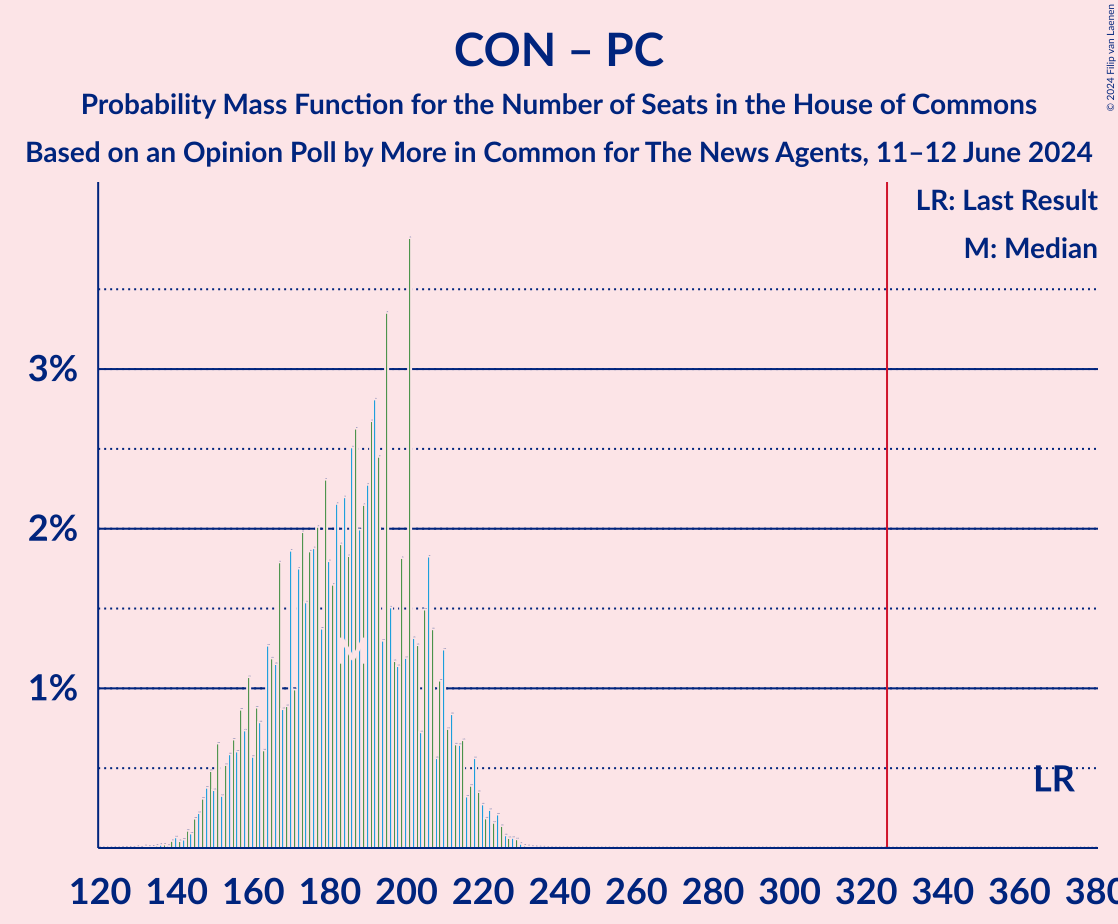 CON – PC
Probability Mass Function for the Number of Seats in the House of Commons
Based on an Opinion Poll by More in Common for The News Agents, 11–12 June 2024
© 2024 Filip van Laenen
LR: Last Result
M: Median
3%
2%
1%
LR
120 140 160 180 200 220 240 260 280 300 320 340 360 380